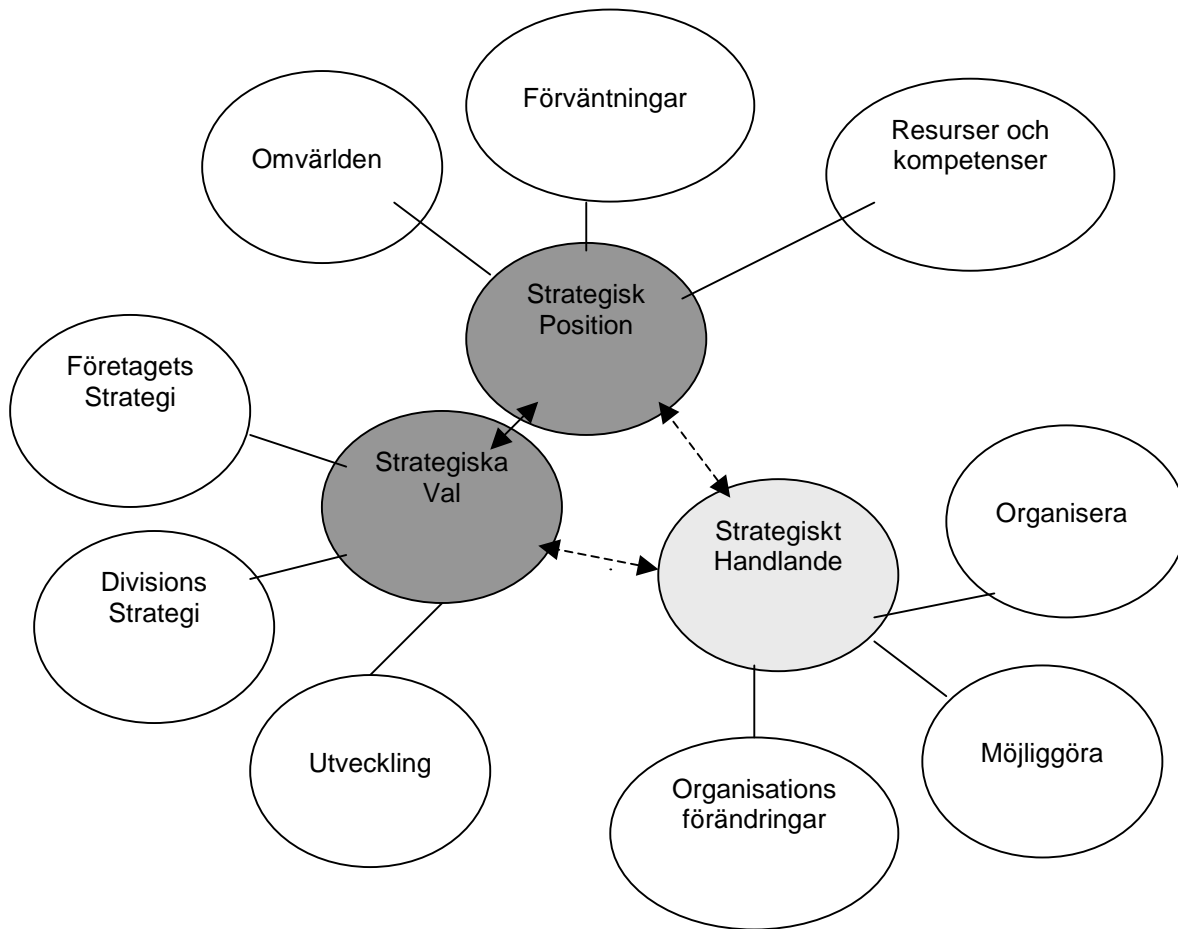 Förväntningar
Omvärlden
Resurser och
kompetenser
Strategisk
Position
Företagets
Strategi
Strategiska
Val
Strategiskt
Handlande
Organisera
Divisions
Strategi
Utveckling
Organisations
förändringar
Möjliggöra